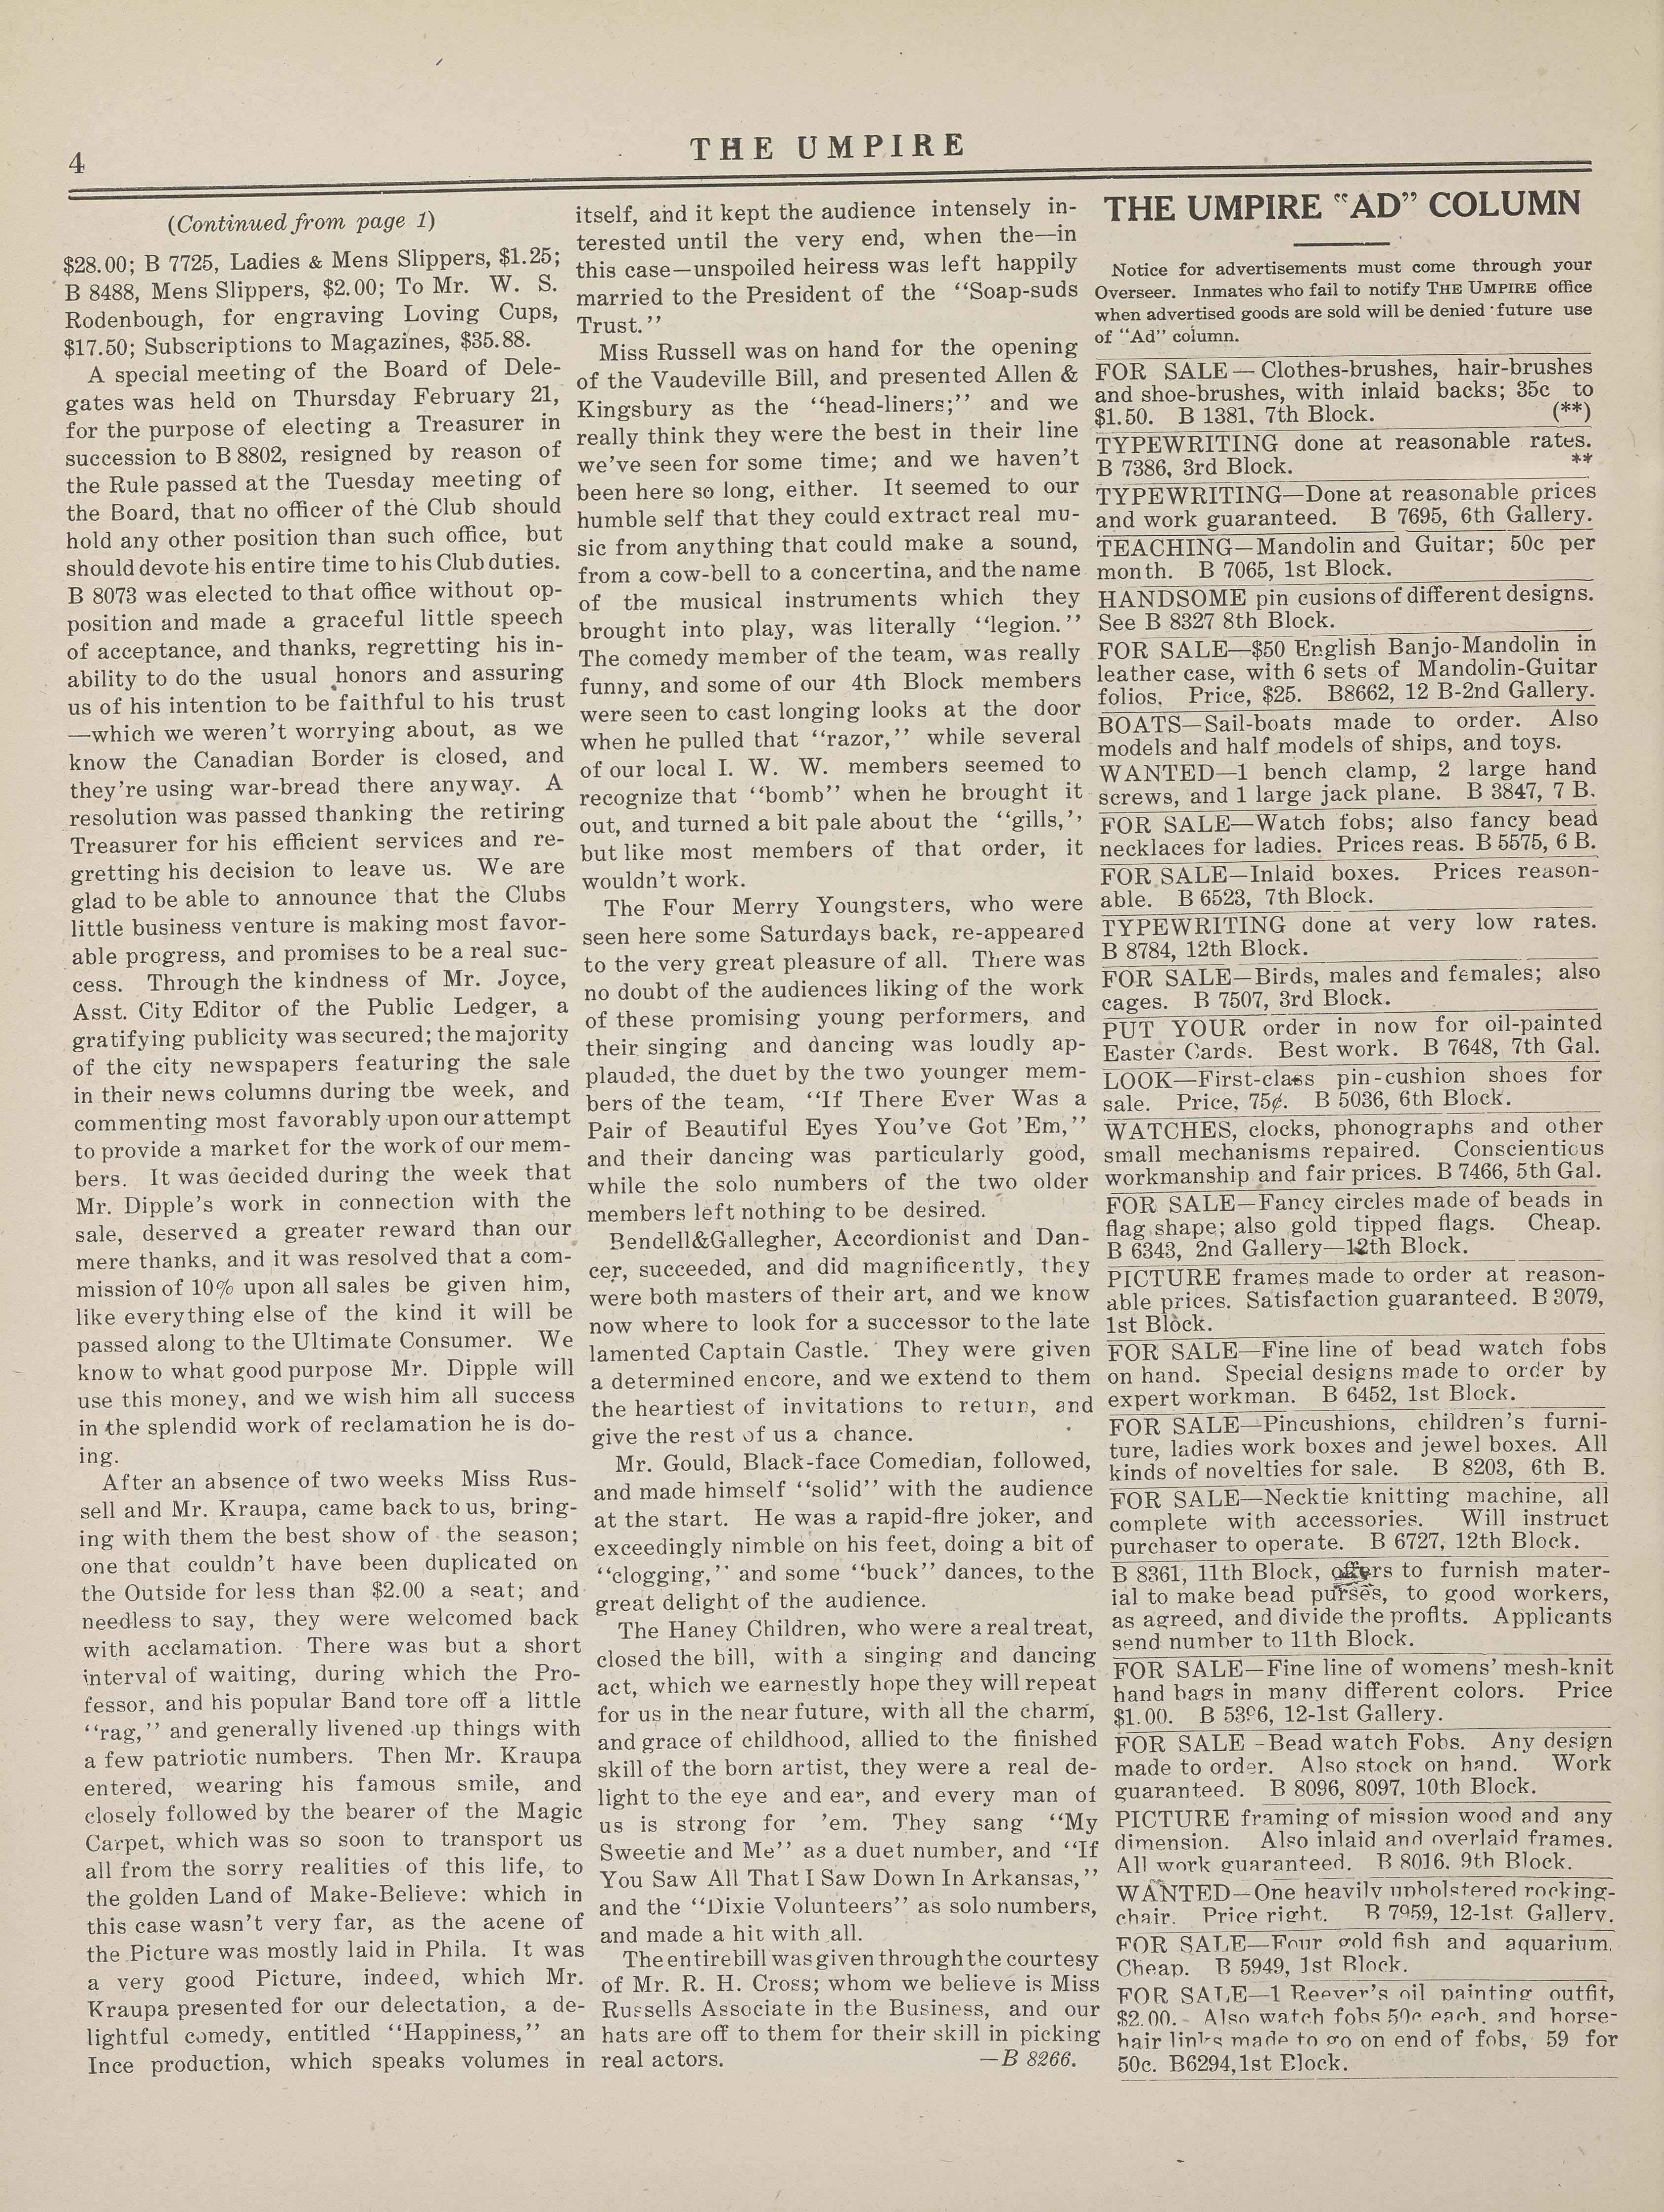 4
THE UMPIRE
(Continued from page 1)
$28.00; B 7725, Ladies & Mens Slippers, $1.25;
B 8488, Mens Slippers, $2.00; To Mr. W. S.
Rodenbough, for engraving Loving Cups,
$17.50; Subscriptions to Magazines, $35.88.
A special meeting of the Board of Dele-
gates was held on Thursday February 21,
for the purpose of electing a Treasurer in
succession to B 8802, resigned by reason of
the Rule passed at the Tuesday meeting of
the Board, that no officer of the Club should
hold any other position than such office, but
should devote his entire time to his Club duties.
B 8073 was elected to that office without op-
position and made a graceful little speech
of acceptance, and thanks, regretting his in-
ability to do the usual honors and assuring
us of his intention to be faithful to his trust
—which we weren't worrying about, as we
know the Canadian Border is closed, and
they're using war-bread there anyway. A
resolution was passed thanking the retiring
Treasurer for his efficient services and re-
gretting his decision to leave us. We are
glad to be able to announce that the Clubs
little business venture is making most favor-
able progress, and promises to be a real suc-
cess. Through the kindness of Mr. Joyce,
Asst. City Editor of the Public Ledger, a
gratifying publicity was secured; the majority
of the city newspapers featuring the sale
in their news columns during tbe week, and
commenting most favorably upon our attempt
to provide a market for the work of our mem-
bers. It was decided during the week that
Mr. Dipple's work in connection with the
sale, deserved a greater reward than our
mere thanks, and it was resolved that a com-
mission of 10% upon all sales be given him,
like everything else of the kind it will be
passed along to the Ultimate Consumer. We
know to what good purpose Mr. Dipple will
use this money, and we wish him all success
in the splendid work of reclamation he is do-
ing.
After an absence of two weeks Miss Rus-
sell and Mr. Kraupa, came back to us, bring-
ing with them the best show of the season;
one that couldn't have been duplicated on
the Outside for less than $2.00 a seat; and
needless to say, they were welcomed back
with acclamation. There was but a short
interval of waiting, during which the Pro-
fessor, and his popular Band tore off a little
"rag," and generally livened up things with
a few patriotic numbers. Then Mr. Kraupa
entered, wearing his famous smile, and
closely followed by the bearer of the Magic
Carpet, which was so soon to transport us
all from the sorry realities of this life, to
the golden Land of Make-Believe: which in
this case wasn't very far, as the acene of
the Picture was mostly laid in Phila. It was
a very good Picture, indeed, which Mr.
Kraupa presented for our delectation, a de-
lightful comedy, entitled "Happiness," an
Ince production, which speaks volumes in
itself, and it kept the audience intensely in-
terested until the very end, when the—in
this case—unspoiled heiress was left happily
married to the President of the "Soap-suds
Trust."
Miss Russell was on hand for the opening
of the Vaudeville Bill, and presented Allen &
Kingsbury as the "head-liners;" and we
really think they were the best in their line
we've seen for some time; and we haven't
been here so long, either. It seemed to our
humble self that they could extract real mu-
sic from anything that could make a sound,
from a cow-bell to a concertina, and the name
of the musical instruments which they
brought into play, was literally "legion."
The comedy member of the team, was really
funny, and some of our 4th Block members
were seen to cast longing looks at the door
when he pulled that "razor," while several
of our local I. W. W. members seemed to
recognize that "bomb" when he brought it
out, and turned a bit pale about the "gills,"
but like most members of that order, it
wouldn't work.
The Four Merry Youngsters, who were
seen here some Saturdays back, re-appeared
to the very great pleasure of all. There was
no doubt of the audiences liking of the work
of these promising young performers, and
their singing and dancing was loudly ap-
plauded, the duet by the two younger mem-
bers of the team, "If There Ever Was a
Pair of Beautiful Eyes You've Got 'Em,"
and their dancing was particularly good,
while the solo numbers of the two older
members left nothing to be desired.
Bendell&Gallegher, Accordionist and Dan-
cer, succeeded, and did magnificently, they
were both masters of their art, and we know
now where to look for a successor to the late
lamented Captain Castle. They were given
a determined encore, and we extend to them
the heartiest of invitations to return, and
give the rest of us a chance.
Mr. Gould, Black-face Comedian, followed,
and made himself "solid" with the audience
at the start. He was a rapid-fire joker, and
exceedingly nimble on his feet, doing a bit of
"clogging," and some "buck" dances, to the
great delight of the audience.
The Haney Children, who were a real treat,
closed the bill, with a singing and dancing
act, which we earnestly hope they will repeat
for us in the near future, with all the charm,
and grace of childhood, allied to the finished
skill of the born artist, they were a real de-
light to the eye and ear, and every man of
us is strong for 'em. They sang "My
Sweetie and Me" as a duet number, and "If
You Saw All That I Saw Down In Arkansas,"
and the "Dixie Volunteers" as solo numbers,
and made a hit with all.
The entire bill was given through the courtesy
of Mr. R. H. Cross; whom we believe is Miss
Russells Associate in the Business, and our
hats are off to them for their skill in picking
real actors. —B 8266.
THE UMPIRE "AD" COLUMN
Notice for advertisements must come through your
Overseer. Inmates who fail to notify THE UMPIRE office
when advertised goods are sold will be denied future use
of "Ad" column.
FOR SALE—Clothes-brushes, hair-brushes
and shoe-brushes, with inlaid backs; 35c to
$1.50. B 1381, 7th Block. (**)
TYPEWRITING done at reasonable rates.
B 7386, 3rd Block. **
TYPEWRITING—Done at reasonable prices
and work guaranteed. B 7695, 6th Gallery.
TEACHING—Mandolin and Guitar; 50c per
month. B 7065, 1st Block.
HANDSOME pin cusions of different designs.
See B 8327 8th Block.
FOR SALE—$50 English Banjo-Mandolin in
leather case, with 6 sets of Mandolin-Guitar
folios. Price, $25. B8662, 12 B-2nd Gallery.
BOATS—Sail-boats made to order. Also
models and half models of ships, and toys.
WANTED—1 bench clamp, 2 large hand
screws, and 1 large jack plane. B 3847, 7 B.
FOR SALE—Watch fobs; also fancy bead
necklaces for ladies. Prices reas. B 5575, 6 B.
FOR SALE—Inlaid boxes. Prices reason-
able. B 6523, 7th Block.
TYPEWRITING done at very low rates.
B 8784, 12th Block.
FOR SALE—Birds, males and females; also
cages. B 7507, 3rd Block.
PUT YOUR order in now for oil-painted
Easter Cards. Best work. B 7648, 7th Gal.
LOOK—First-class pin-cushion shoes for
sale. Price, 75¢. B 5036, 6th Block.
WATCHES, clocks, phonographs and other
small mechanisms repaired. Conscientious
workmanship and fair prices. B 7466, 5th Gal.
FOR SALE—Fancy circles made of beads in
flag shape; also gold tipped flags. Cheap.
B 6343, 2nd Gallery—12th Block.
PICTURE frames made to order at reason-
able prices. Satisfaction guaranteed. B
1st Block.
FOR SALE—Fine line of bead watch fobs
on hand. Special designs made to order by
expert workman. B 6452, 1st Block.
FOR SALE—Pincushions, children's furni-
ture, ladies work boxes and jewel boxes. All
kinds of novelties for sale. B 8203, 6th B.
FOR SALE—Necktie knitting machine, all
complete with accessories. Will instruct
purchaser to operate. B 6727, 12th Block.
B 8361, 11th Block, offers to furnish mater-
ial to make bead purses, to good workers,
as agreed, and divide the profits. Applicants
send number to 11th Block.
FOR SALE—Fine line of womens' mesh-knit
hand bags in many different colors. Price
$1.00. B 12-1st Gallery.
FOR SALE -Bead watch Fobs. Any design
made to order. Also stock on hand. Work
guaranteed. B 8096, 8097, 10th Block.
PICTURE framing of mission wood and any
dimension. Also inlaid and overlaid frames.
All work guaranteed. B 8016. 9th Block.
WANTED—One heavily upholstered rocking-
chair. Price right. B 7959, 12-1st Gallery.
FOR SALE—Four gold fish and aquarium.
Cheap. B 5949, 1st Block.
FOR SALE—1 Reever's oil painting outfit,
$2.00. Also watch fobs 50c each. and horse-
hair links made to go on end of fobs, 59 for
50c. B6294,1st Block.